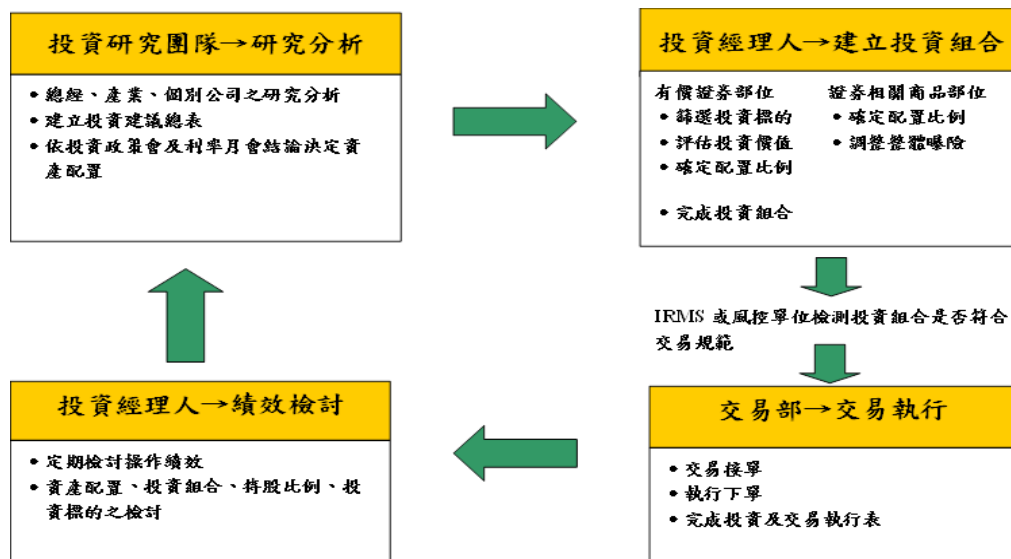 投資研究團隊→研究分析
• 總經、產業、個別公司之研究分析
• 建立投資建議總表
• 依投資政策會及利率月會結論決定資
產配置
投資經理人→建立投資組合
有價證券部位 證券相關商品部位
• 篩選投資標的 • 確定配置比例
• 評估投資價值 • 調整整體曝險
• 確定配置比例
• 完成投資組合
IRMS 或風控單位檢測投資組合是否符合
交易規範
交易部→交易執行
• 交易接單
• 執行下單
• 完成投資及交易執行表
投資經理人→績效檢討
• 定期檢討操作績效
• 資產配置、投資組合、持股比例、投
資標的之檢討